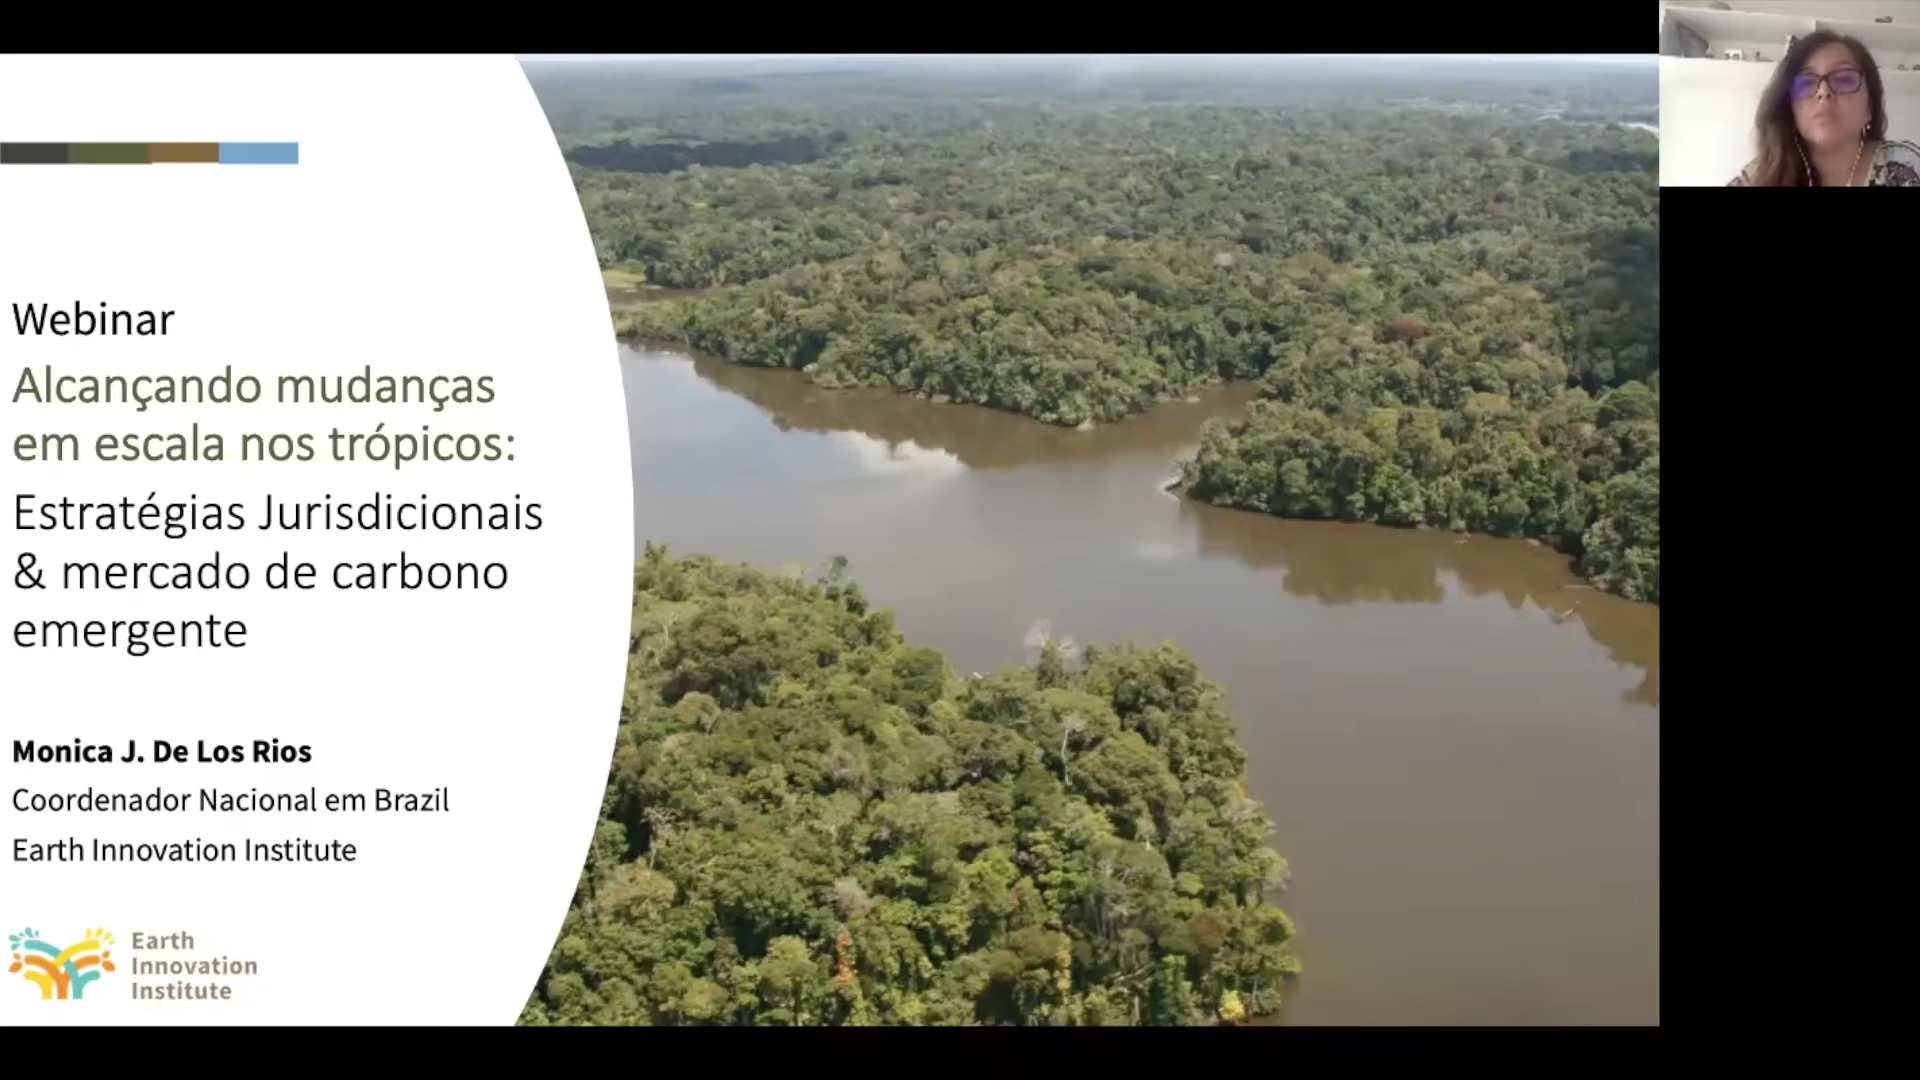 Webinar
Alcançando mudanças
em escala nos trópicos:
Estratégias Jurisdicionais
& mercado de carbono
emergente
Monica J. De Los Rios
Coordenador Nacional em Brazil
Earth Innovation Institute
Earth
Innovation
Institute